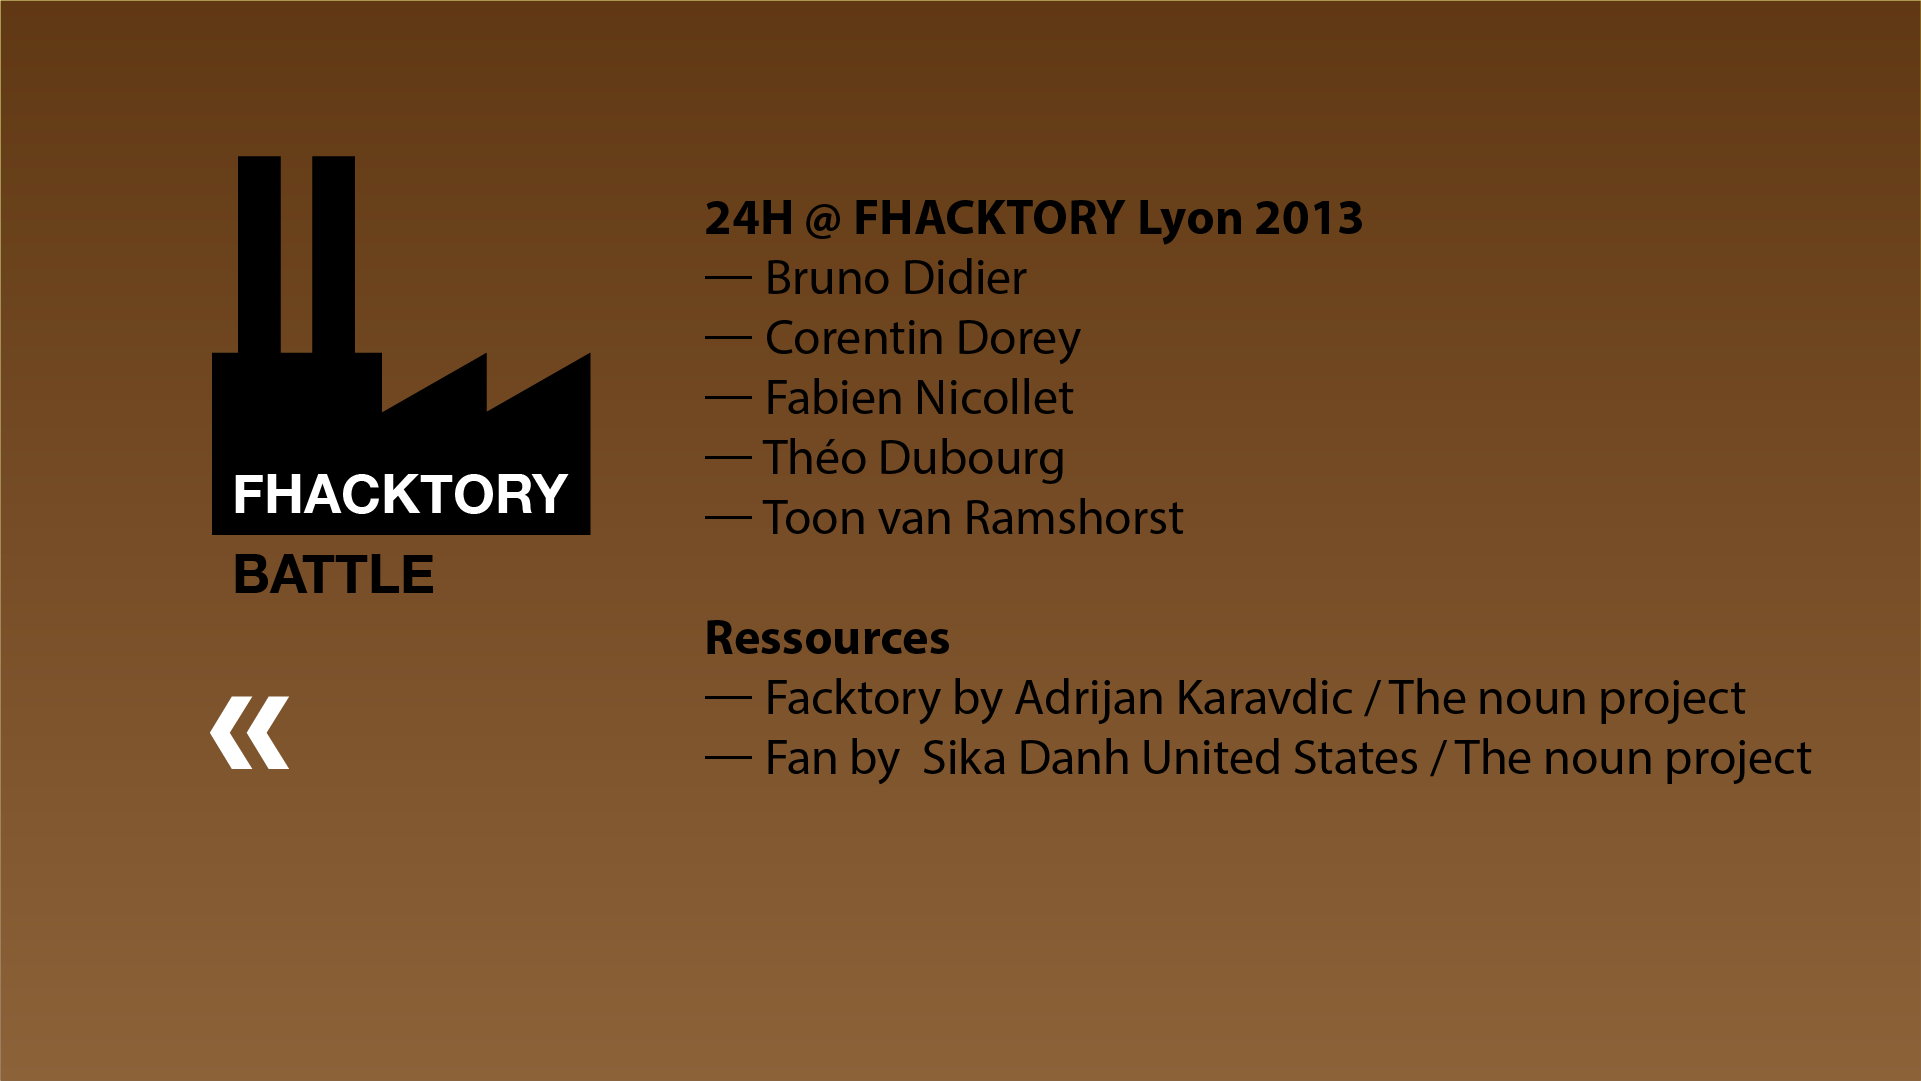 FHACKTORY
BATTLE
«
24H @ FHACKTORY Lyon 2013
— Bruno Didier
— Corentin Dorey
— Fabien Nicollet
— Théo Dubourg
— Toon van Ramshorst
Ressources
— Facktory by Adrijan Karavdic / The noun project
— Fan by  Sika Danh United States / The noun project